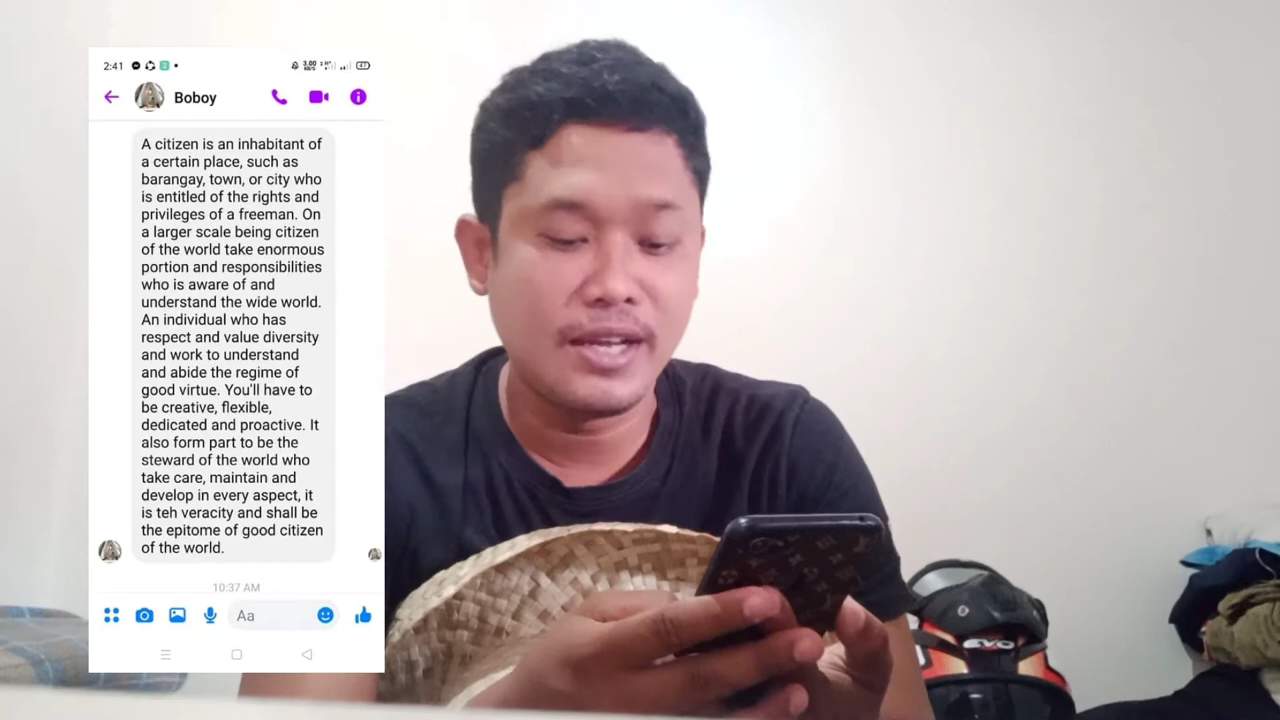 2:41
3.00
KB/S
47
Boboy
A citizen is an inhabitant of
a certain place, such as
barangay, town, or city who
is entitled of the rights and
privileges of a freeman. On
a larger scale being citizen
of the world take enormous
portion and responsibilities
who is aware of and
understand the wide world.
An individual who has
respect and value diversity
and work to understand
and abide the regime of
good virtue. You'll have to
be creative, flexible,
dedicated and proactive. It
also form part to be the
steward of the world who
take care, maintain and
develop in every aspect, it
is teh veracity and shall be
the epitome of good citizen
of the world.
10:37 AM
Aa
EVO